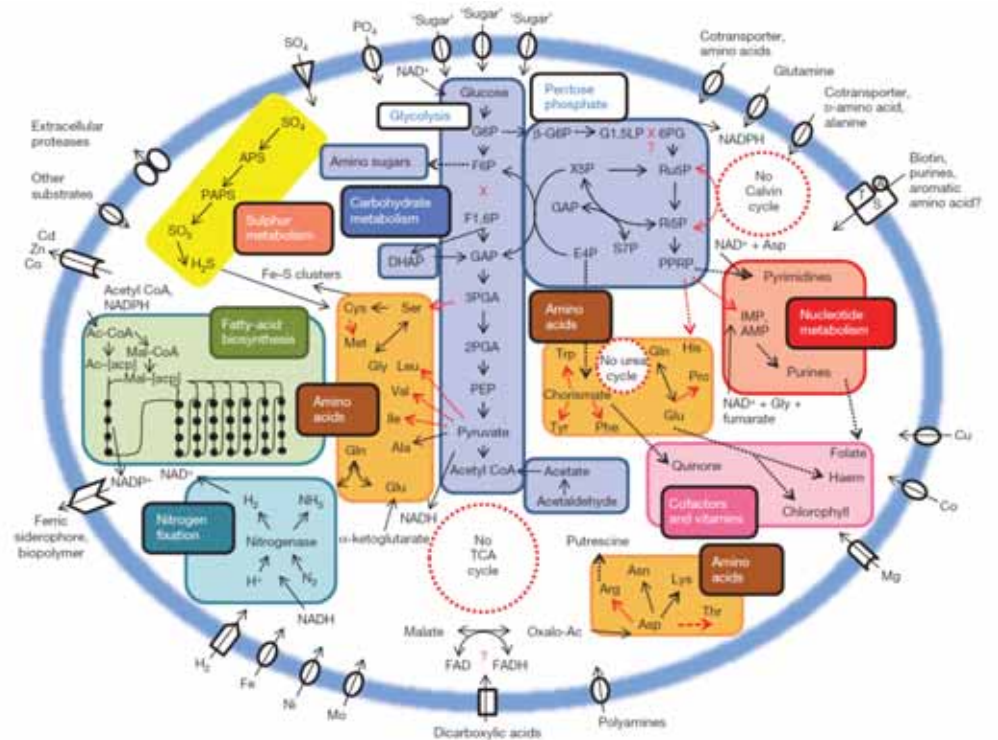 'Sugar'
'Sugar'
'Sugar'
PO4
SO4
NAD+
Cotransporter,
amino acids
Glutamine
Cotransporter,
D-amino acid,
alanine
NADPH
Biotin,
purines,
aromatic
amino acid?
T
S
Extracellular
proteases
Other
substrates
Cd
Zn
Co
SO4
APS
PAPS
SO3
H2S
Sulphur
metabolism
Glycolysis
Pentose
phosphate
Glucose
G6P
F6P
X
F1,6P
GAP
3PGA
2PGA
PEP
Pyruvate
Acetyl CoA
Amino sugars
Carbohydrate
metabolism
DHAP
β-G6P
G1,5LP
X
?
6PG
X5P
Ru5P
GAP
Ri5P
S7P
E4P
PPRP
No
Calvin
cycle
NAD+ + Asp
Pyrimidines
IMP,
AMP
Purines
Nucleotide
metabolism
NAD+ + Gly +
fumarate
Fe–S clusters
Cys
Ser
Met
Gly
Leu
Val
Ile
Ala
Gln
Glu
Amino
acids
Acetyl CoA,
NADPH
Ac-CoA
Mal-CoA
Ac-[acp]
Mal-[acp]
Fatty-acid
biosynthesis
NADP+
NAD+
Amino
acids
Trp
No urea
cycle
Gln
His
Pro
Chorismate
Tyr
Phe
Glu
Acetate
Acetaldehyde
Quinone
Folate
Haem
Chlorophyll
Cofactors
and vitamins
Cu
Co
Mg
Ferric
siderophore,
biopolymer
Nitrogen
fixation
H2
NH3
Nitrogenase
H+
N2
NADH
NADH
α-ketoglutarate
No
TCA
cycle
Putrescine
Amino
acids
Arg
Asn
Lys
Asp
Thr
Malate
Oxalo-Ac
FAD
?
FADH
H2
Fe
Ni
Mo
Dicarboxylic acids
Polyamines